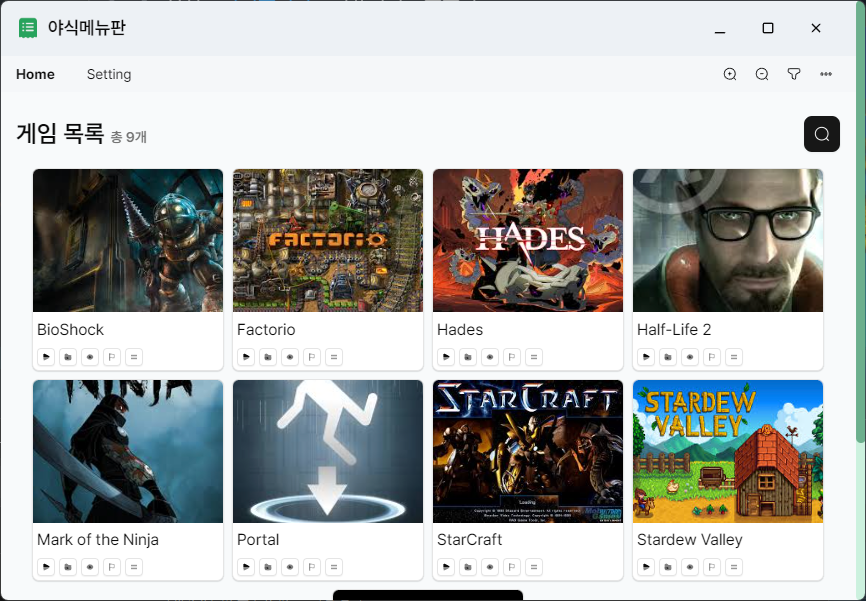 야식메뉴판
Home Setting
게임 목록 총 9개
FACTORIO
HADES
BioShock Factorio Hades Half-Life 2
STARCRAFT
STARDEW
VALLEY
Loading
Mark of the Ninja Portal StarCraft Stardew Valley